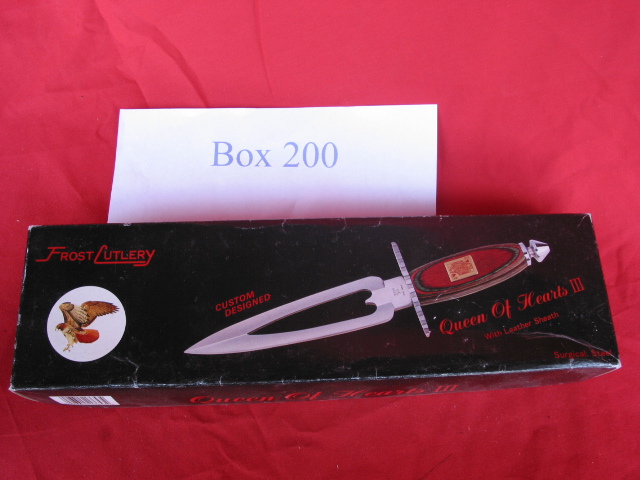 Box 200
FROST CUTLERY
CUSTOM
DESIGNED
Queen Of Hearts III
With Leather Sheath
Surgical Steel
Queen Of Hearts III